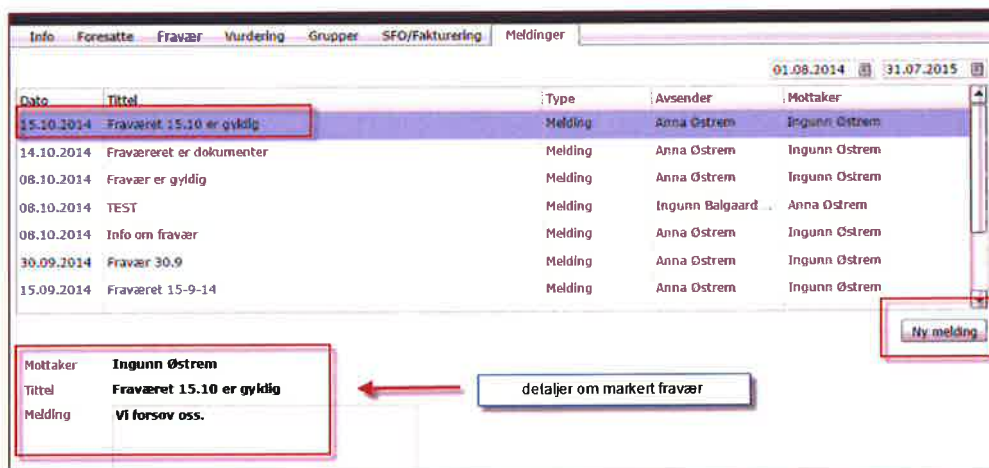 Info Foresatte Fravær Vurdering Grupper SFO/Fakturering Meldinger
01.08.2014 31.07.2015
Dato Tittel Type Avsender Mottaker
15.10.2014 Fraværet 15.10 er gyldig Melding Anna Østrem Ingunn Østrem
14.10.2014 Fraværeret er dokumenter Melding Anna Østrem Ingunn Østrem
08.10.2014 Fravær er gyldig Melding Anna Østrem Ingunn Østrem
08.10.2014 TEST Melding Ingunn Balgaard ... Anna Østrem
08.10.2014 Info om fravær Melding Anna Østrem Ingunn Østrem
30.09.2014 Fravær 30.9 Melding Anna Østrem Ingunn Østrem
15.09.2014 Fraværet 15-9-14 Melding Anna Østrem Ingunn Østrem
Ny melding
Mottaker Ingunn Østrem
Tittel Fraværet 15.10 er gyldig
detaljer om markert fravær
Melding Vi forsov oss.